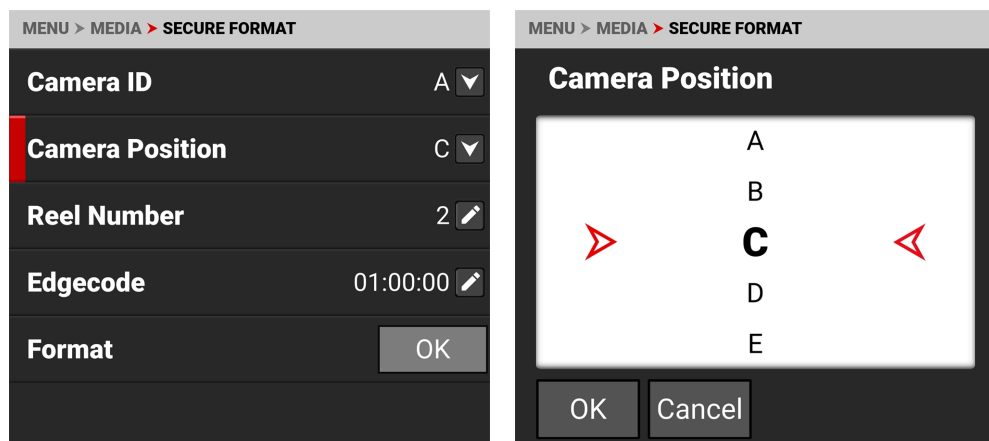 MENU > MEDIA > SECURE FORMAT
Camera ID A
Camera Position C
Reel Number 2
Edgecode 01:00:00
Format OK
MENU > MEDIA > SECURE FORMAT
Camera Position
A
B
C
D
E
OK Cancel